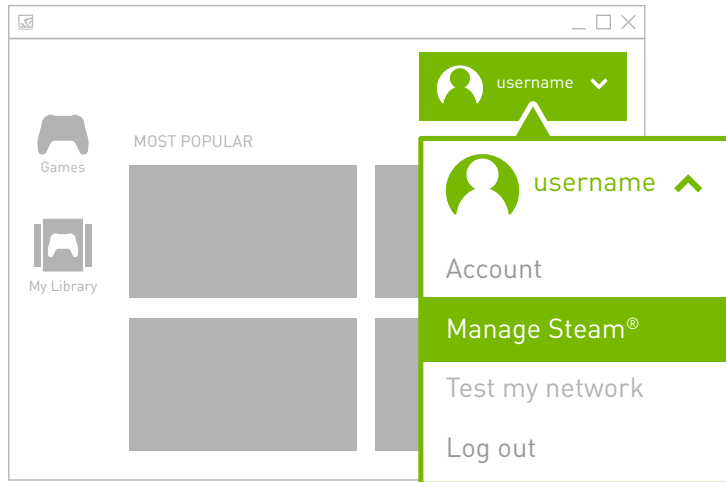 username
MOST POPULAR
Games
My Library
username
Account
Manage Steam®
Test my network
Log out